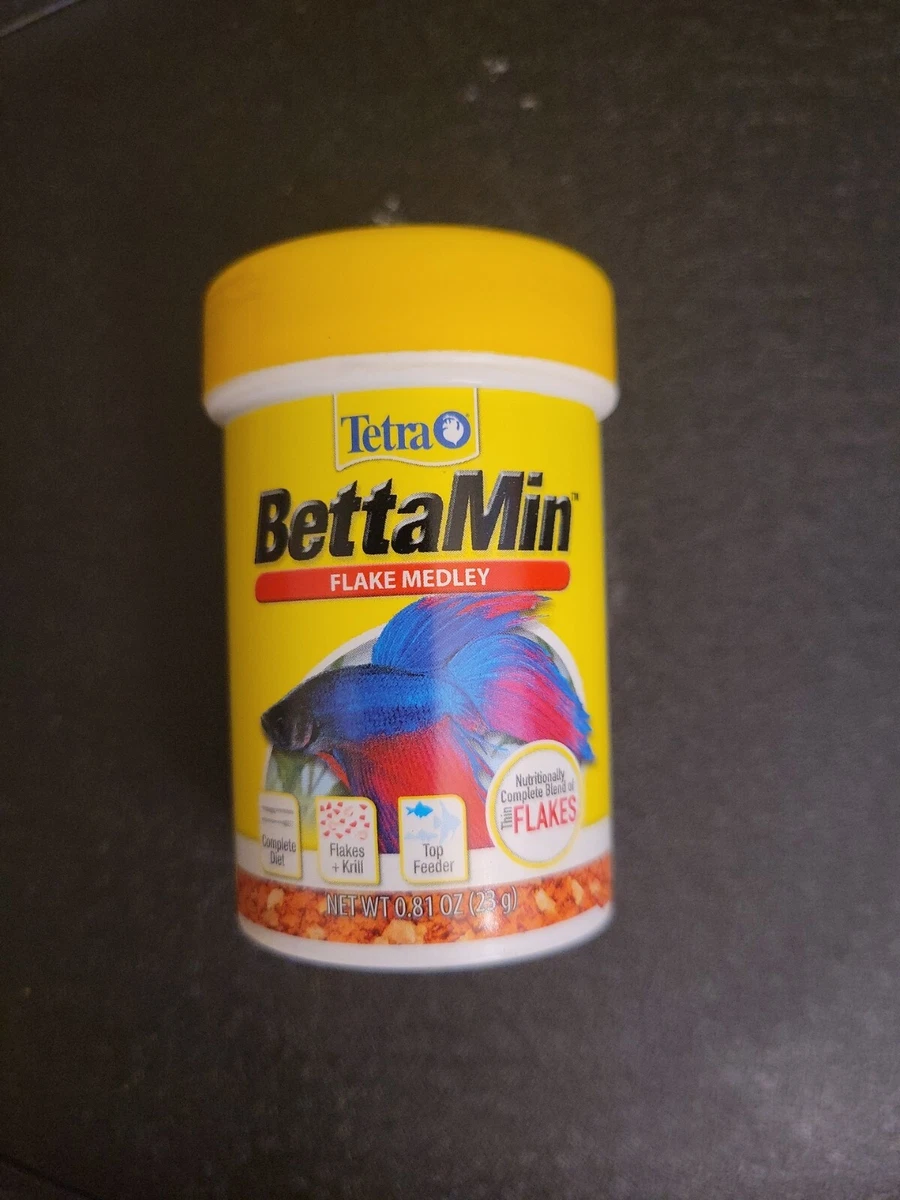 Tetra
BettaMin™
FLAKE MEDLEY
Nutritionally
Complete Blend of
Thin FLAKES
Complete
Diet
Flakes
+ Krill
Top
Feeder
NET WT 0.81 OZ (23 g)